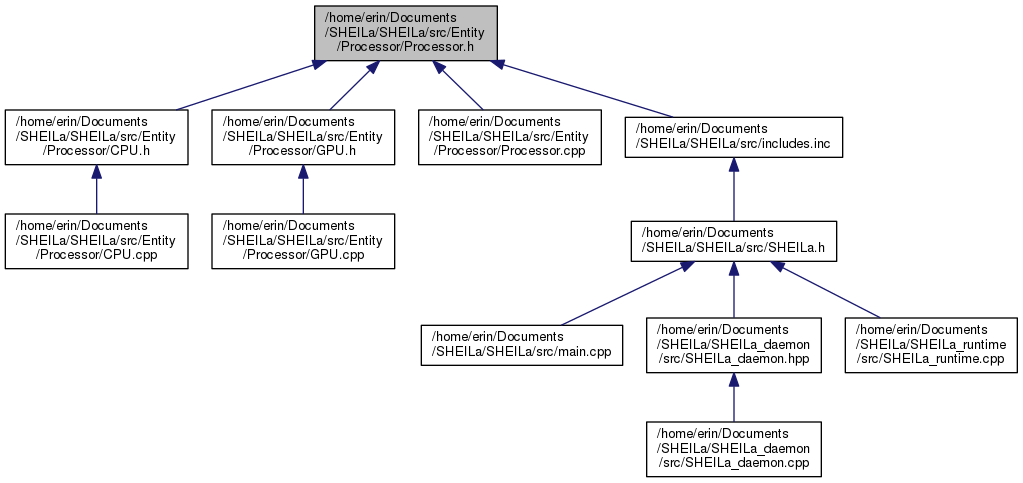 /home/erin/Documents
/SHEILa/SHEILa/src/Entity
/Processor/Processor.h
/home/erin/Documents
/SHEILa/SHEILa/src/Entity
/Processor/CPU.h
/home/erin/Documents
/SHEILa/SHEILa/src/Entity
/Processor/GPU.h
/home/erin/Documents
/SHEILa/SHEILa/src/Entity
/Processor/Processor.cpp
/home/erin/Documents
/SHEILa/SHEILa/src/includes.inc
/home/erin/Documents
/SHEILa/SHEILa/src/Entity
/Processor/CPU.cpp
/home/erin/Documents
/SHEILa/SHEILa/src/Entity
/Processor/GPU.cpp
/home/erin/Documents
/SHEILa/SHEILa/src/SHEILa.h
/home/erin/Documents
/SHEILa/SHEILa/src/main.cpp
/home/erin/Documents
/SHEILa/SHEILa_daemon
/src/SHEILa_daemon.hpp
/home/erin/Documents
/SHEILa/SHEILa_runtime
/src/SHEILa_runtime.cpp
/home/erin/Documents
/SHEILa/SHEILa_daemon
/src/SHEILa_daemon.cpp